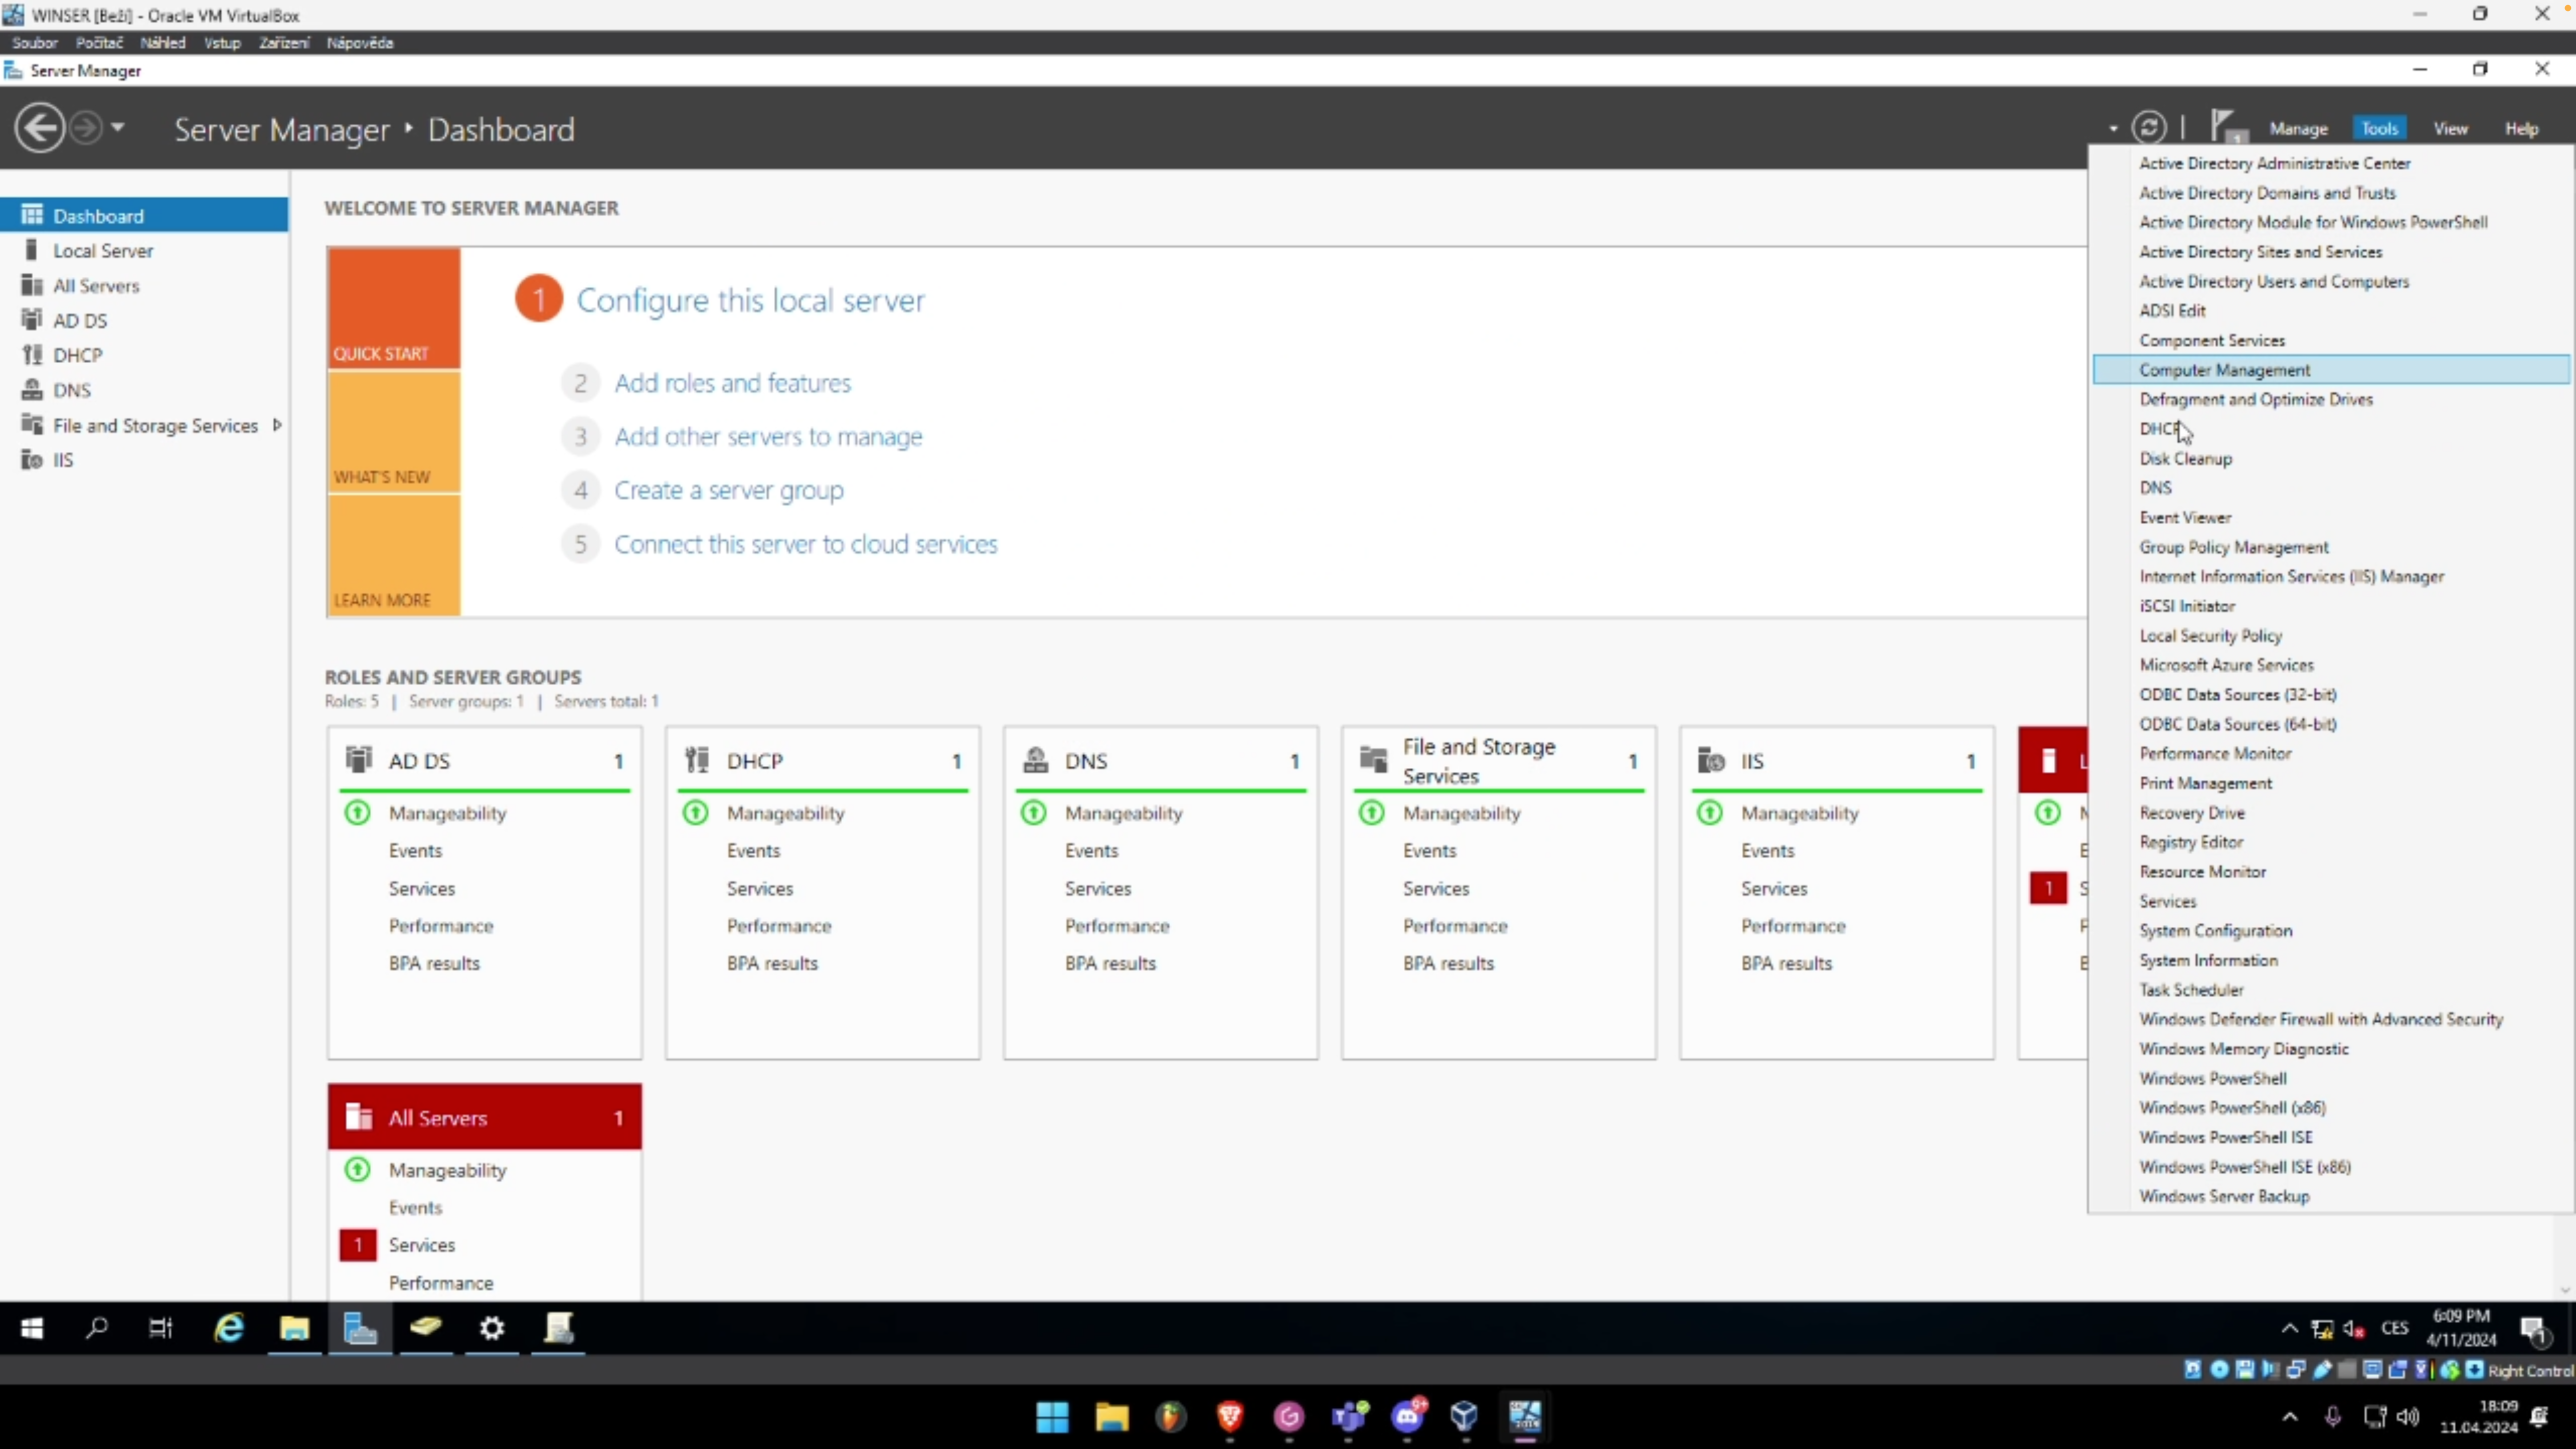 WINSER [Beží] - Oracle VM VirtualBox
Soubor Počítač Náhled Vstup Zařízení Nápověda
Server Manager
Server Manager • Dashboard
Manage Tools View Help
Dashboard
Local Server
All Servers
AD DS
DHCP
DNS
File and Storage Services
IIS
WELCOME TO SERVER MANAGER
QUICK START
WHAT'S NEW
LEARN MORE
1 Configure this local server
2 Add roles and features
3 Add other servers to manage
4 Create a server group
5 Connect this server to cloud services
ROLES AND SERVER GROUPS
Roles: 5 | Server groups: 1 | Servers total: 1
AD DS 1
Manageability
Events
Services
Performance
BPA results
DHCP 1
Manageability
Events
Services
Performance
BPA results
DNS 1
Manageability
Events
Services
Performance
BPA results
File and Storage
Services 1
Manageability
Events
Services
Performance
BPA results
IIS 1
Manageability
Events
Services
Performance
BPA results
1
All Servers 1
Manageability
Events
1 Services
Performance
Active Directory Administrative Center
Active Directory Domains and Trusts
Active Directory Module for Windows PowerShell
Active Directory Sites and Services
Active Directory Users and Computers
ADSI Edit
Component Services
Computer Management
Defragment and Optimize Drives
DHCP
Disk Cleanup
DNS
Event Viewer
Group Policy Management
Internet Information Services (IIS) Manager
iSCSI Initiator
Local Security Policy
Microsoft Azure Services
ODBC Data Sources (32-bit)
ODBC Data Sources (64-bit)
Performance Monitor
Print Management
Recovery Drive
Registry Editor
Resource Monitor
Services
System Configuration
System Information
Task Scheduler
Windows Defender Firewall with Advanced Security
Windows Memory Diagnostic
Windows PowerShell
Windows PowerShell (x86)
Windows PowerShell ISE
Windows PowerShell ISE (x86)
Windows Server Backup
CES
6:09 PM
4/11/2024
1
Right Control
9+
18:09
11.04.2024